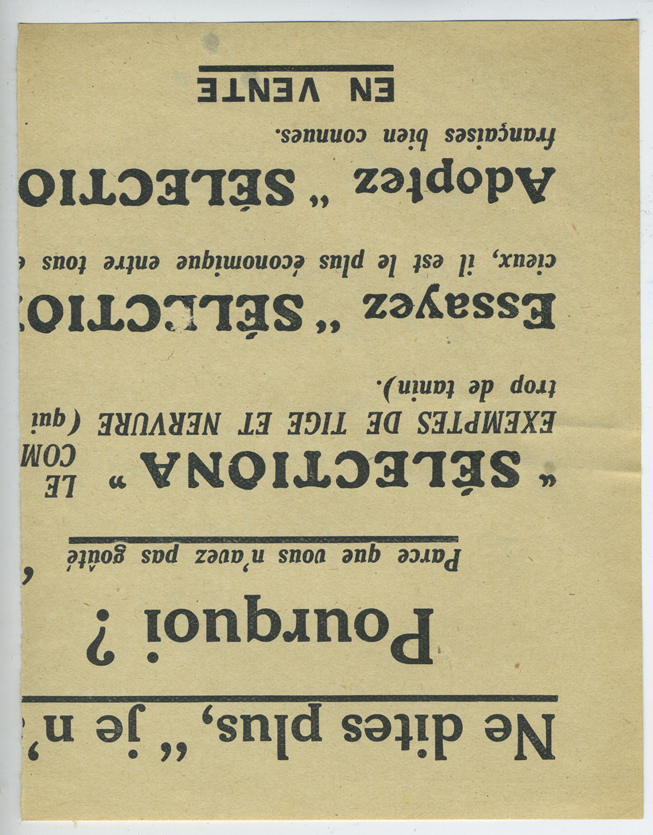 Ne dites plus, “ je n'a
Pourquoi ?
Parce que vous n'avez pas goûté
“ SÉLECTIONA ” LE
COM
EXEMPTES DE TIGE ET NERVURE (qui
trop de tanin).
Essayez “ SÉLECTION
cieux, il est le plus économique entre tous
Adoptez “ SÉLECTIO
françaises bien connues.
EN VENTE